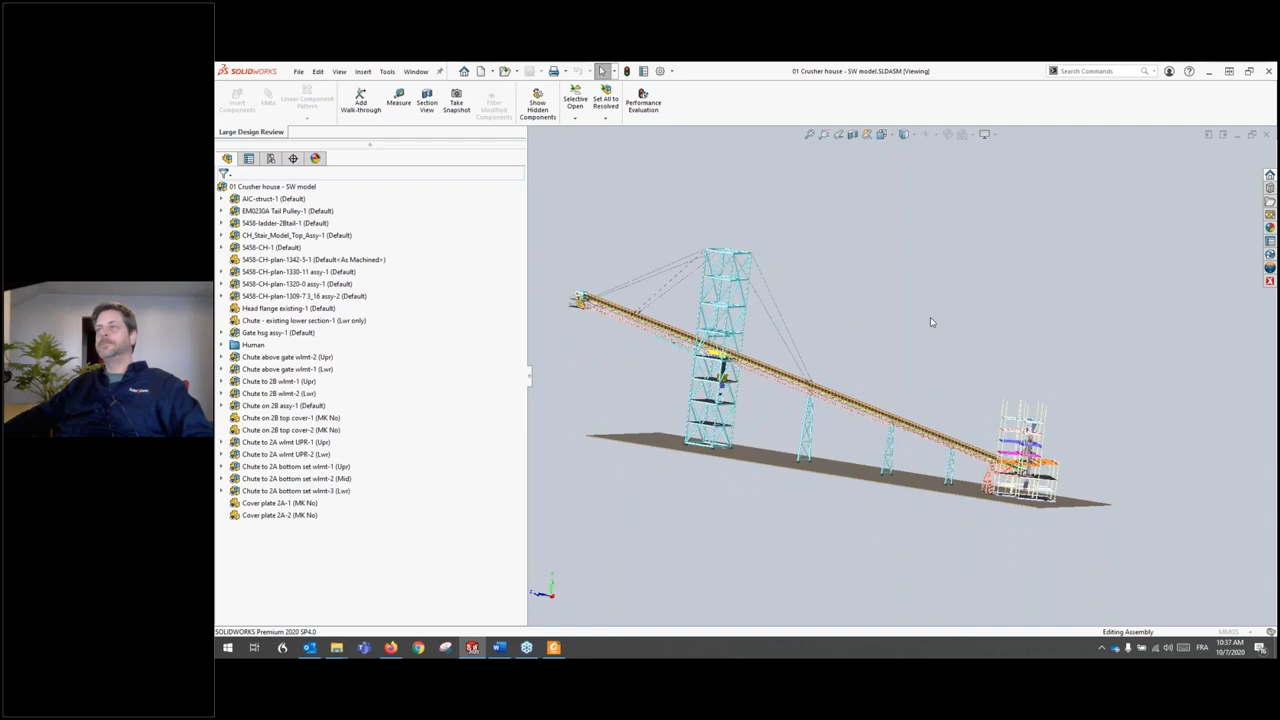 SOLIDWORKS
File Edit View Insert Tools Window
01 Crusher house - SW model.SLDASM [Viewing]
Search Commands
Insert Components
Mate
Linear Component Pattern
Add Walk-through
Measure
Section View
Take Snapshot
Filter Modified Components
Show Hidden Components
Selective Open
Set All to Resolved
Performance Evaluation
Large Design Review
01 Crusher house - SW model
AIC-struct-1 (Default)
EM0230A Tail Pulley-1 (Default)
5458-ladder-2Btail-1 (Default)
CH_Stair_Model_Top_Assy-1 (Default)
5458-CH-1 (Default)
5458-CH-plan-1342-5-1 (Default<As Machined>)
5458-CH-plan-1330-11 assy-1 (Default)
5458-CH-plan-1320-0 assy-1 (Default)
5458-CH-plan-1309-7 3_16 assy-2 (Default)
Head flange existing-1 (Default)
Chute - existing lower section-1 (Lwr only)
Gate hsg assy-1 (Default)
Human
Chute above gate wlmt-2 (Upr)
Chute above gate wlmt-1 (Lwr)
Chute to 2B wlmt-1 (Upr)
Chute to 2B wlmt-2 (Lwr)
Chute on 2B assy-1 (Default)
Chute on 2B top cover-1 (MK No)
Chute on 2B top cover-2 (MK No)
Chute to 2A wlmt UPR-1 (Upr)
Chute to 2A wlmt UPR-2 (Lwr)
Chute to 2A bottom set wlmt-1 (Upr)
Chute to 2A bottom set wlmt-2 (Mid)
Chute to 2A bottom set wlmt-3 (Lwr)
Cover plate 2A-1 (MK No)
Cover plate 2A-2 (MK No)
SOLIDWORKS Premium 2020 SP4.0
Editing Assembly
MMGS
FRA
10:37 AM
10/7/2020